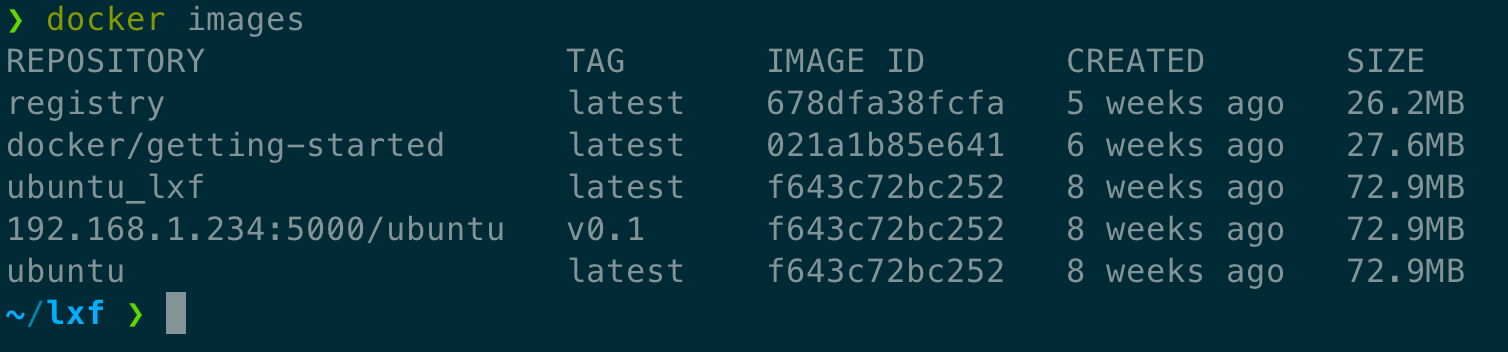 ❯ docker images
REPOSITORY TAG IMAGE ID CREATED SIZE
registry latest 678dfa38fcfa 5 weeks ago 26.2MB
docker/getting-started latest 021a1b85e641 6 weeks ago 27.6MB
ubuntu_lxf latest f643c72bc252 8 weeks ago 72.9MB
192.168.1.234:5000/ubuntu v0.1 f643c72bc252 8 weeks ago 72.9MB
ubuntu latest f643c72bc252 8 weeks ago 72.9MB
~/lxf ❯